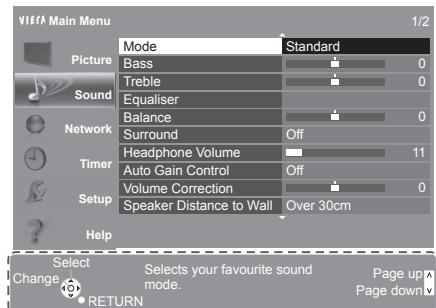 VIErA Main Menu 1/2
Mode Standard
Picture
Bass 0
Treble 0
Sound
Equaliser
Balance 0
Network
Surround Off
Headphone Volume 11
Timer
Auto Gain Control Off
Volume Correction 0
Setup
Speaker Distance to Wall Over 30cm
Help
Select
Change
RETURN
Selects your favourite sound
mode.
Page up
Page down